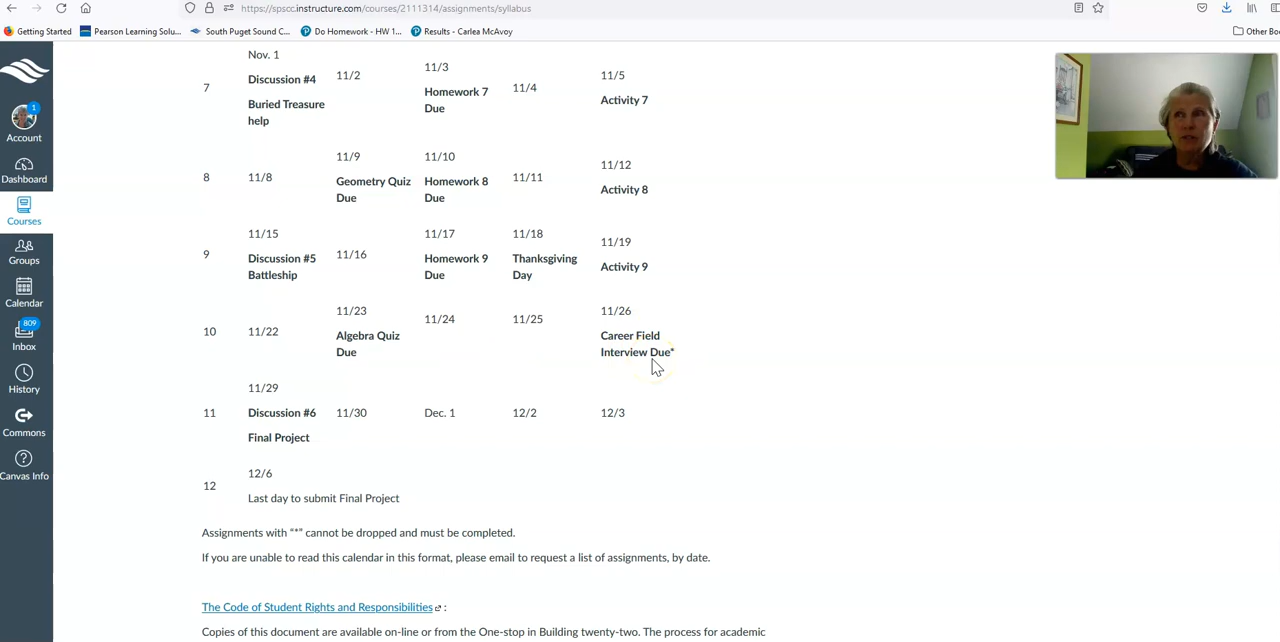 https://spscc.instructure.com/courses/2111314/assignments/syllabus
Getting Started
Pearson Learning Solu...
South Puget Sound C...
Do Homework - HW 1...
Results - Carlea McAvoy
Other Boo
1
Account
Dashboard
Courses
Groups
Calendar
809
Inbox
History
Commons
Canvas Info
7
Nov. 1
Discussion #4
Buried Treasure
help
11/2
11/3
Homework 7
Due
11/4
11/5
Activity 7
8
11/8
11/9
Geometry Quiz
Due
11/10
Homework 8
Due
11/11
11/12
Activity 8
9
11/15
Discussion #5
Battleship
11/16
11/17
Homework 9
Due
11/18
Thanksgiving
Day
11/19
Activity 9
10
11/22
11/23
Algebra Quiz
Due
11/24
11/25
11/26
Career Field
Interview Due*
11
11/29
Discussion #6
Final Project
11/30
Dec. 1
12/2
12/3
12
12/6
Last day to submit Final Project
Assignments with "*" cannot be dropped and must be completed.
If you are unable to read this calendar in this format, please email to request a list of assignments, by date.
The Code of Student Rights and Responsibilities :
Copies of this document are available on-line or from the One-stop in Building twenty-two. The process for academic